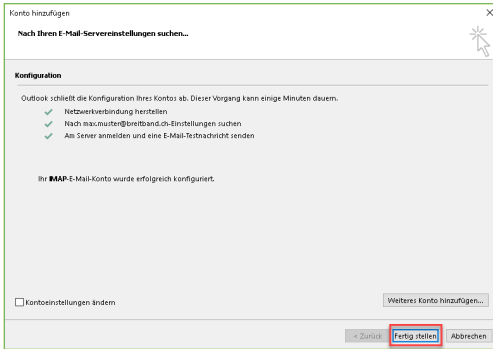 Konto hinzufügen
Nach Ihren E-Mail-Servereinstellungen suchen...
Konfiguration
Outlook schließt die Konfiguration Ihres Kontos ab. Dieser Vorgang kann einige Minuten dauern.
Netzwerkverbindung herstellen
Nach max.muster@breitband.ch-Einstellungen suchen
Am Server anmelden und eine E-Mail-Testnachricht senden
Ihr IMAP-E-Mail-Konto wurde erfolgreich konfiguriert.
Kontoeinstellungen ändern
Weiteres Konto hinzufügen...
< Zurück
Fertig stellen
Abbrechen